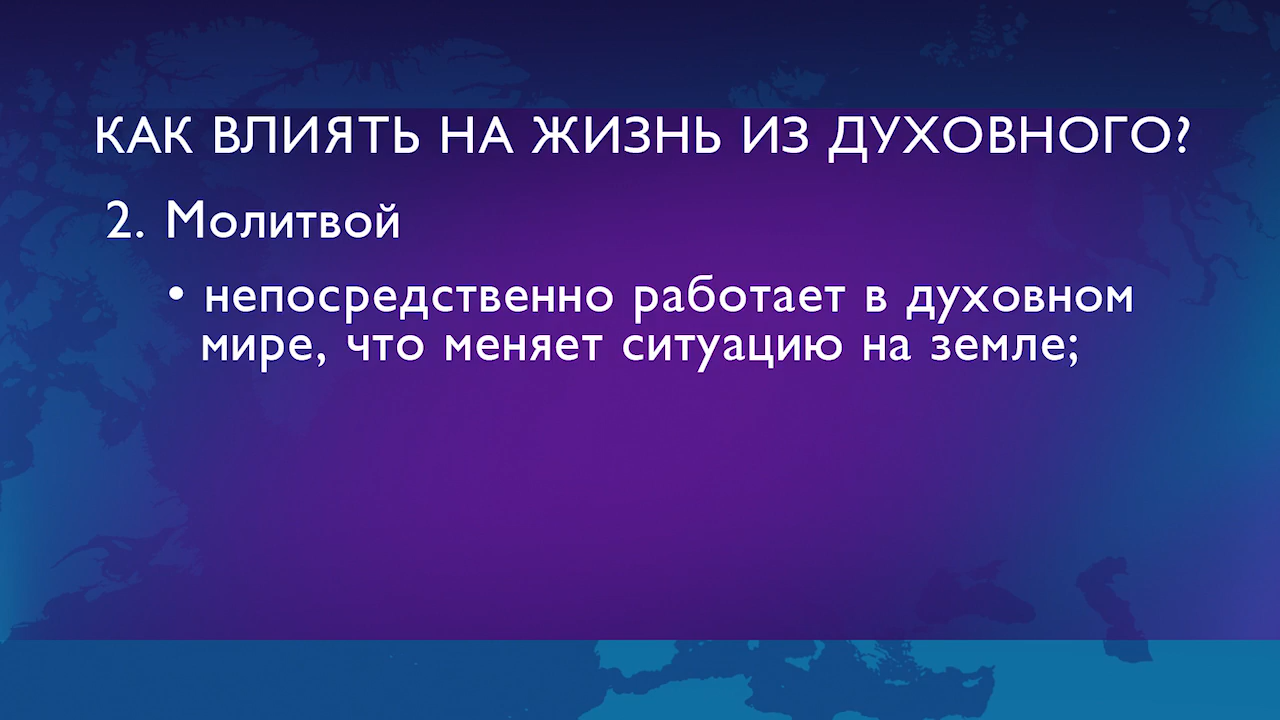 КАК ВЛИЯТЬ НА ЖИЗНЬ ИЗ ДУХОВНОГО?
2. Молитвой
• непосредственно работает в духовном
мире, что меняет ситуацию на земле;